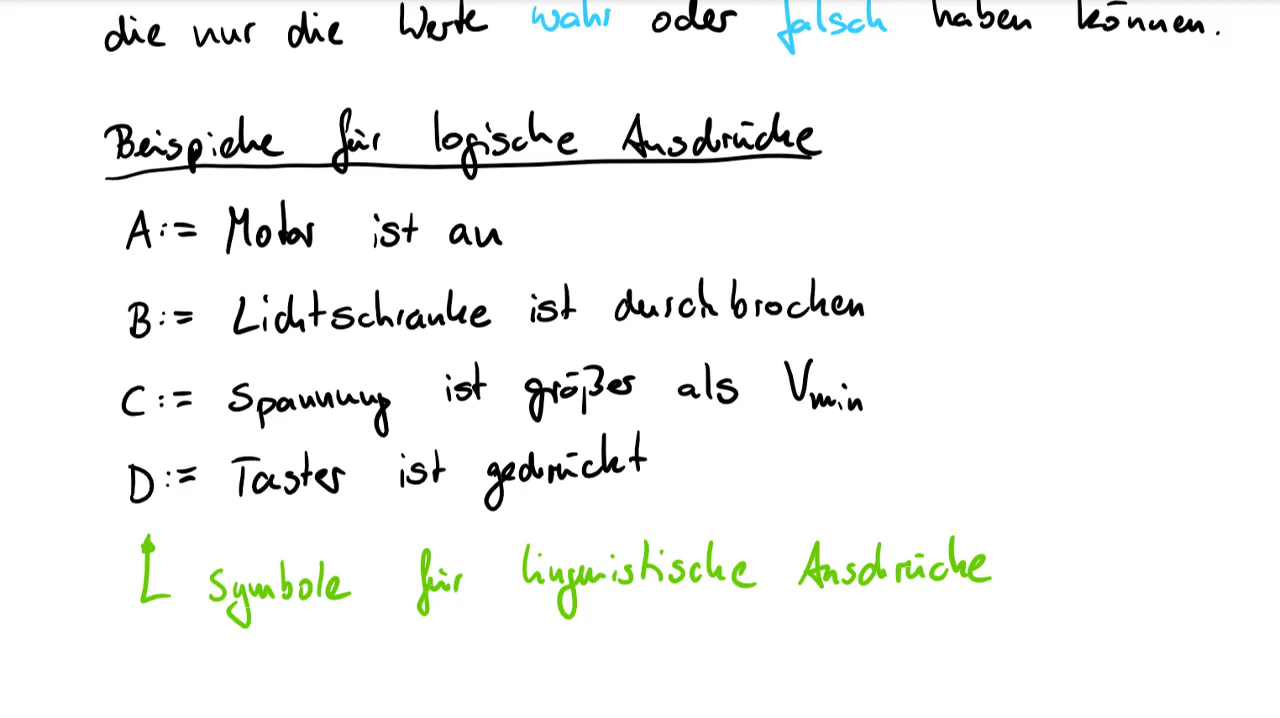 die nur die Werte wahr oder falsch haben können.
Beispiele für logische Ausdrücke
A := Motor ist an
B := Lichtschranke ist durchbrochen
C := Spannung ist größer als Vmin
D := Taster ist gedrückt
Symbole für linguistische Ausdrücke